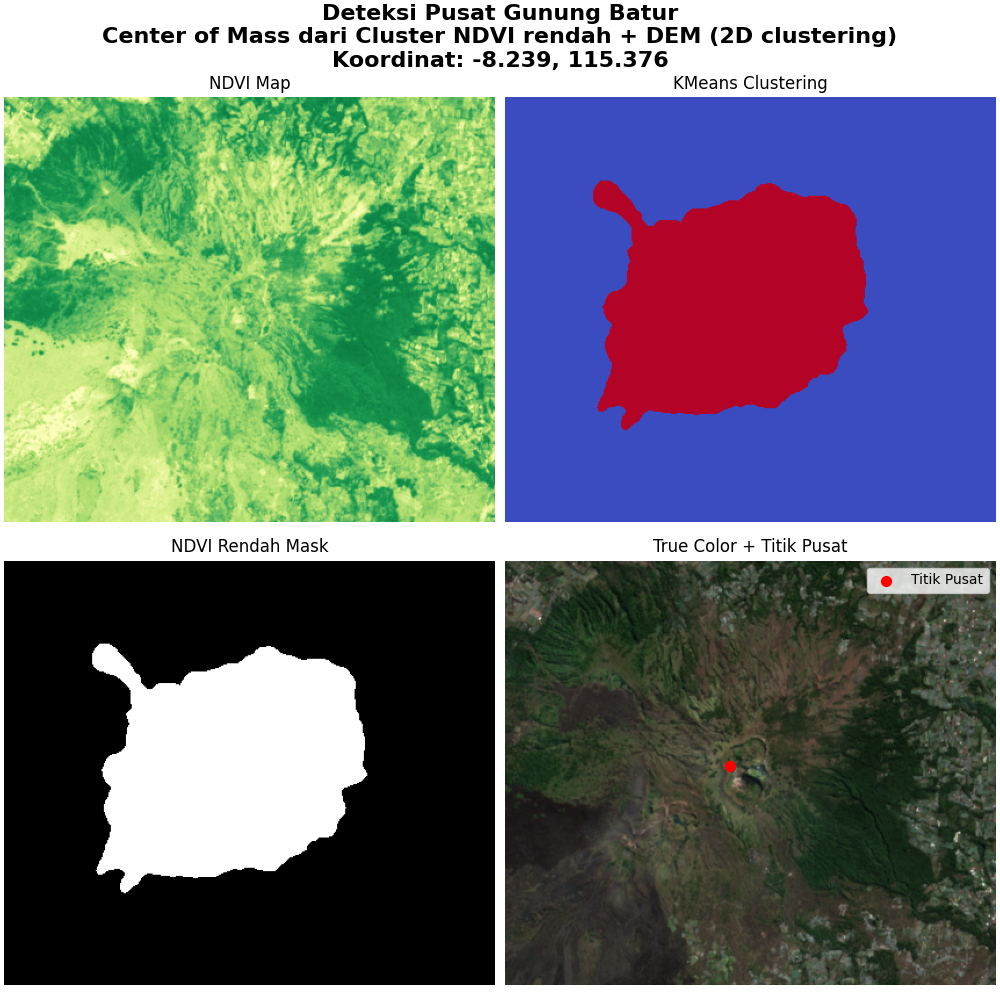 Deteksi Pusat Gunung Batur
Center of Mass dari Cluster NDVI rendah + DEM (2D clustering)
Koordinat: -8.239, 115.376
NDVI Map
KMeans Clustering
NDVI Rendah Mask
True Color + Titik Pusat
Titik Pusat